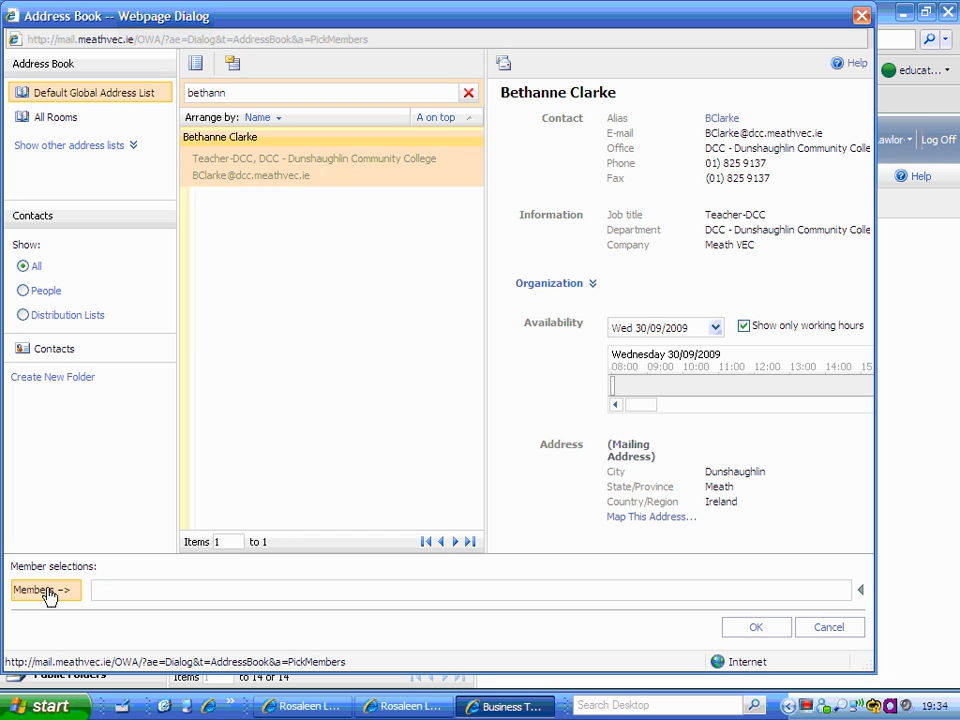 Address Book -- Webpage Dialog
http://mail.meathvec.ie/OWA/?ae=Dialog&t=AddressBook&a=PickMembers
Address Book
Default Global Address List
All Rooms
Show other address lists
Contacts
Show:
All
People
Distribution Lists
Contacts
Create New Folder
bethann
Arrange by: Name
A on top
Bethanne Clarke
Teacher-DCC, DCC - Dunshaughlin Community College
BClarke@dcc.meathvec.ie
Items 1 to 1
Help
Bethanne Clarke
Contact
Alias BClarke
E-mail BClarke@dcc.meathvec.ie
Office DCC - Dunshaughlin Community Colle
Phone 01) 825 9137
Fax (01) 825 9137
Information
Job title Teacher-DCC
Department DCC - Dunshaughlin Community Colle
Company Meath VEC
Organization
Availability
Wed 30/09/2009
Show only working hours
Wednesday 30/09/2009
08:00 09:00 10:00 11:00 12:00 13:00 14:00 15
Address
(Mailing
Address)
City Dunshaughlin
State/Province Meath
Country/Region Ireland
Map This Address...
Member selections:
Members ->
OK
Cancel
http://mail.meathvec.ie/OWA/?ae=Dialog&t=AddressBook&a=PickMembers
Internet
educat...
awlor
Log Off
Help
Public Folders
Items 1 to 14 of 14
start
Rosaleen L...
Rosaleen L...
Business T...
Search Desktop
19:34